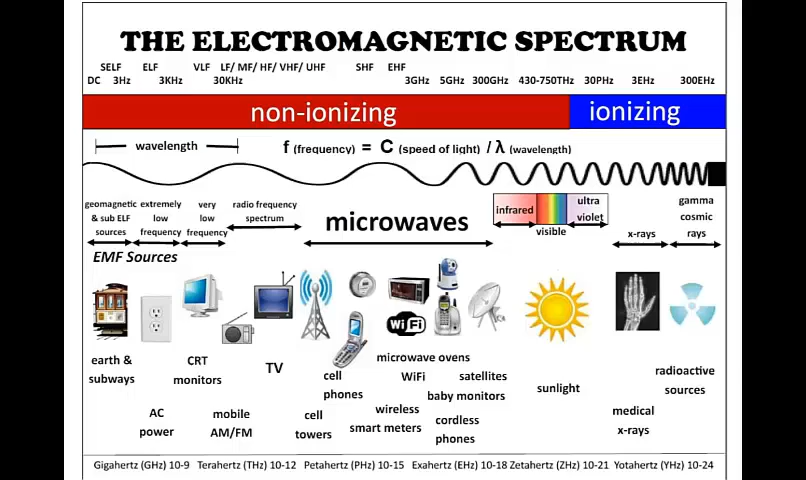 THE ELECTROMAGNETIC SPECTRUM
SELF ELF VLF LF/ MF/ HF/ VHF/ UHF SHF EHF
DC 3Hz 3KHz 30KHz 3GHz 5GHz 300GHz 430-750THz 30PHz 3EHz 300EHz
non-ionizing ionizing
wavelength f (frequency) = C (speed of light) / λ (wavelength)
geomagnetic & sub ELF sources
extremely low frequency
very low frequency
radio frequency spectrum
microwaves
infrared
visible
ultra violet
x-rays
gamma cosmic rays
EMF Sources
WiFi
earth & subways
AC power
CRT monitors
mobile AM/FM
TV
cell phones
cell towers
microwave ovens
WiFi
wireless smart meters
satellites
baby monitors
cordless phones
sunlight
medical x-rays
radioactive sources
Gigahertz (GHz) 10-9 Terahertz (THz) 10-12 Petahertz (PHz) 10-15 Exahertz (EHz) 10-18 Zetahertz (ZHz) 10-21 Yotahertz (YHz) 10-24